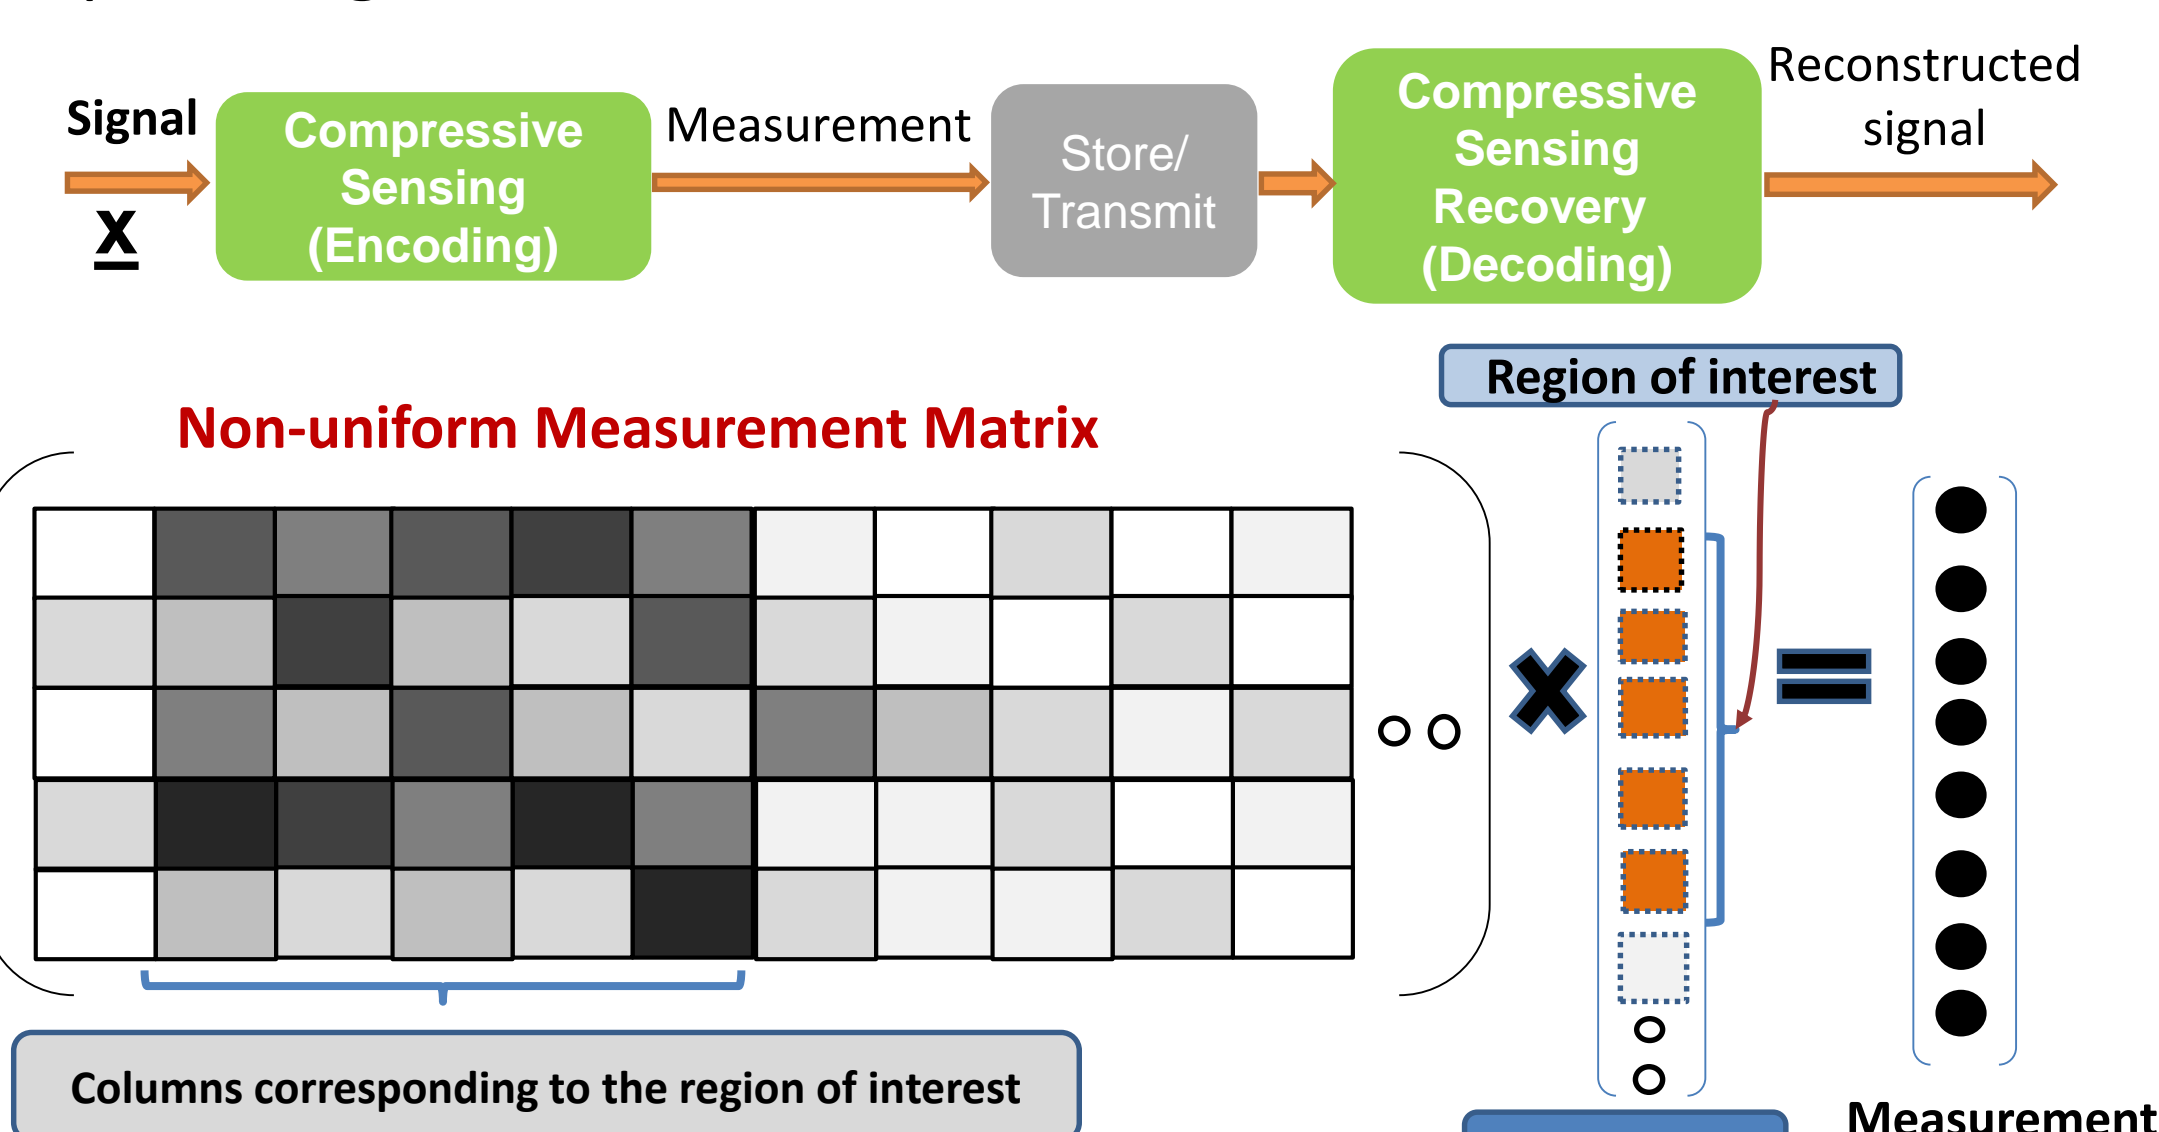 Signal
x
Compressive
Sensing
(Encoding)
Measurement
Store/
Transmit
Compressive
Sensing
Recovery
(Decoding)
Reconstructed
signal
Region of interest
Non-uniform Measurement Matrix
Columns corresponding to the region of interest
Measurement